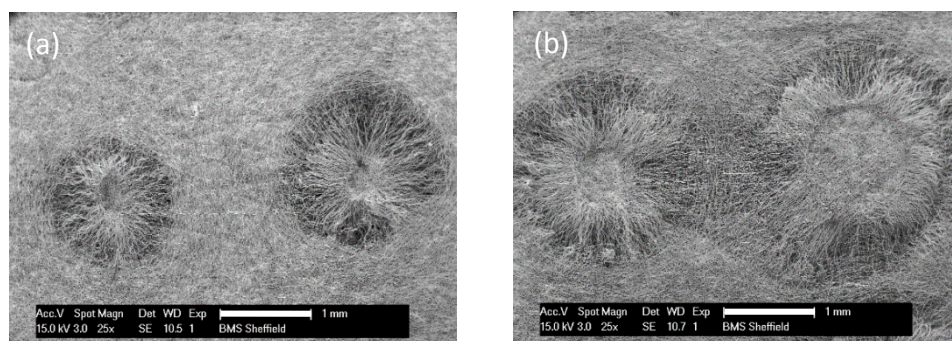 (a)
Acc.V Spot Magn Det WD Exp 1 mm
15.0 kV 3.0 25x SE 10.5 1 BMS Sheffield
(b)
Acc.V Spot Magn Det WD Exp 1 mm
15.0 kV 3.0 25x SE 10.7 1 BMS Sheffield